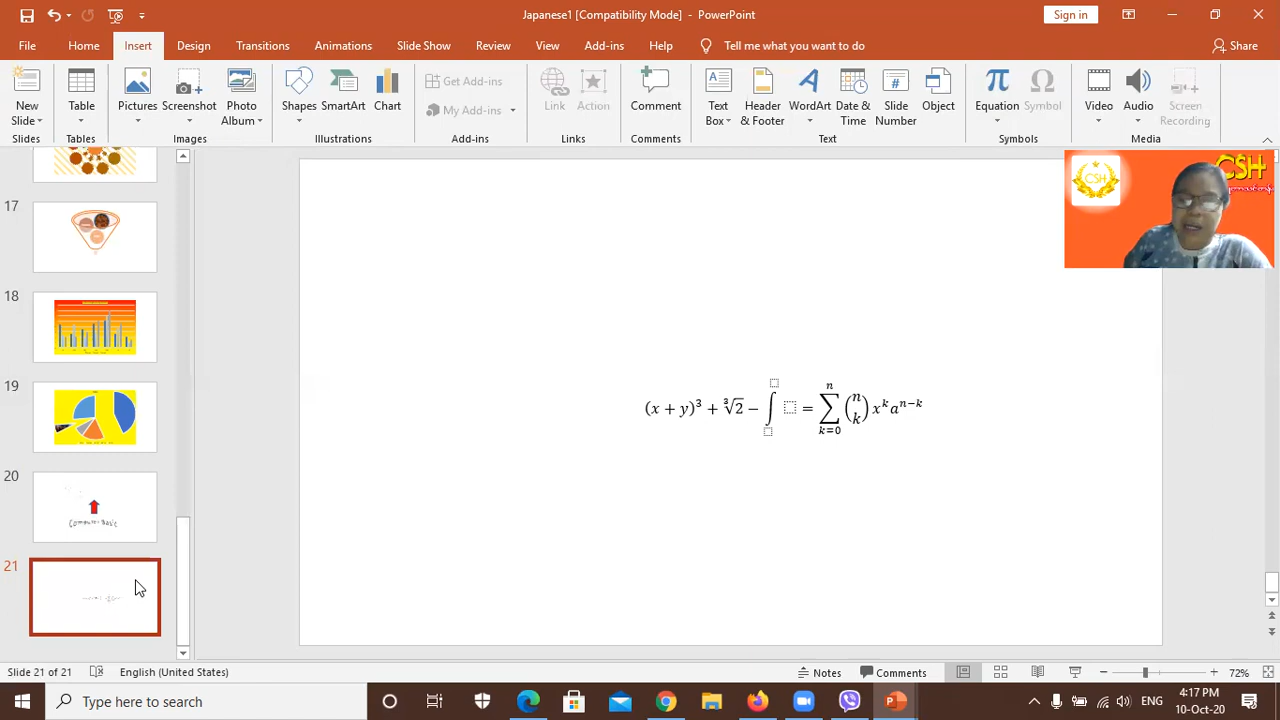 Japanese1 [Compatibility Mode] - PowerPoint
Sign in
File Home Insert Design Transitions Animations Slide Show Review View Add-ins Help Tell me what you want to do
Share
New Slide
Table
Pictures
Screenshot
Photo Album
Shapes
SmartArt
Chart
Get Add-ins
My Add-ins
Link
Action
Comment
Text Box
Header & Footer
WordArt
Date & Time
Slide Number
Object
Equation
Symbol
Video
Audio
Screen Recording
Slides Tables Images Illustrations Add-ins Links Comments Text Symbols Media
CSH
CSH
17
18
19
20
Computer Basic
21
(x + y)³ + ∛2 − ∫ ⬚ = ∑ₖ₌₀ⁿ (n k) xᵏaⁿ⁻ᵏ
Slide 21 of 21 English (United States) Notes Comments 72%
Type here to search
4:17 PM
10-Oct-20